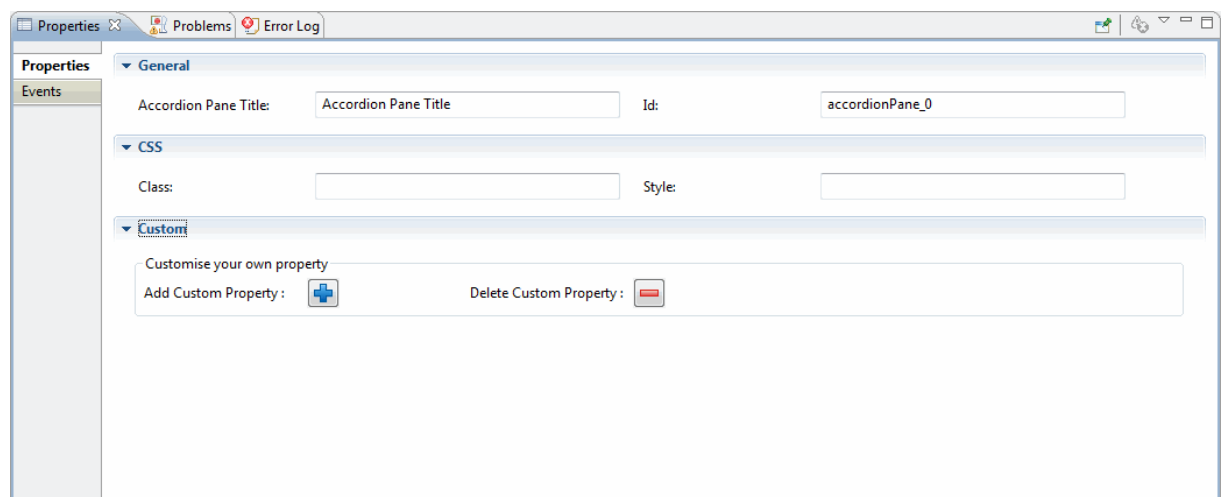 Properties Problems Error Log
Properties
Events
General
Accordion Pane Title: Accordion Pane Title Id: accordionPane_0
CSS
Class: Style:
Custom
Customise your own property
Add Custom Property : Delete Custom Property :